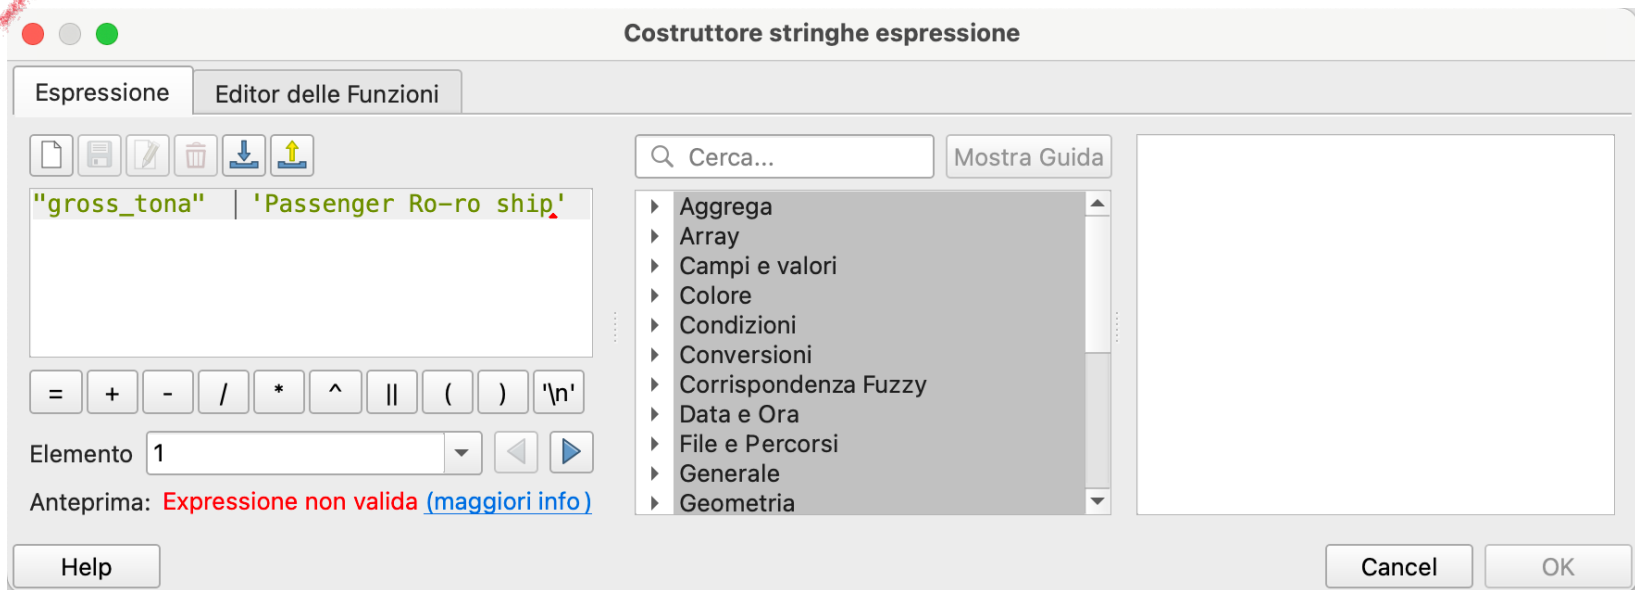 Costruttore stringhe espressione
Espressione
Editor delle Funzioni
"gross_tona"  'Passenger Ro-ro ship'
= + - / * ^ || ( ) '\n'
Elemento 1
Anteprima: Expressione non valida (maggiori info)
Cerca...
Mostra Guida
Aggrega
Array
Campi e valori
Colore
Condizioni
Conversioni
Corrispondenza Fuzzy
Data e Ora
File e Percorsi
Generale
Geometria
Help
Cancel
OK